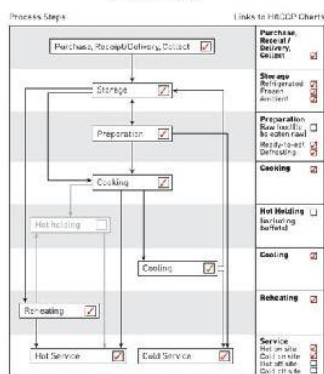 Process Steps
Links to HACCP Charts
Purchase, Receipt/Delivery, Collect
Storage
Preparation
Cooking
Hot holding
Cooling
Reheating
Hot Service
Cold Service
Purchase,
Receipt/
Delivery,
Collect
Storage
Refrigerated
Frozen
Ambient
Preparation
Raw food (to
be eaten raw)
Ready-to-eat
Defrosting
Cooking
Hot Holding
(including
buffets)
Cooling
Reheating
Service
Hot on site
Cold on site
Hot off site
Cold off site